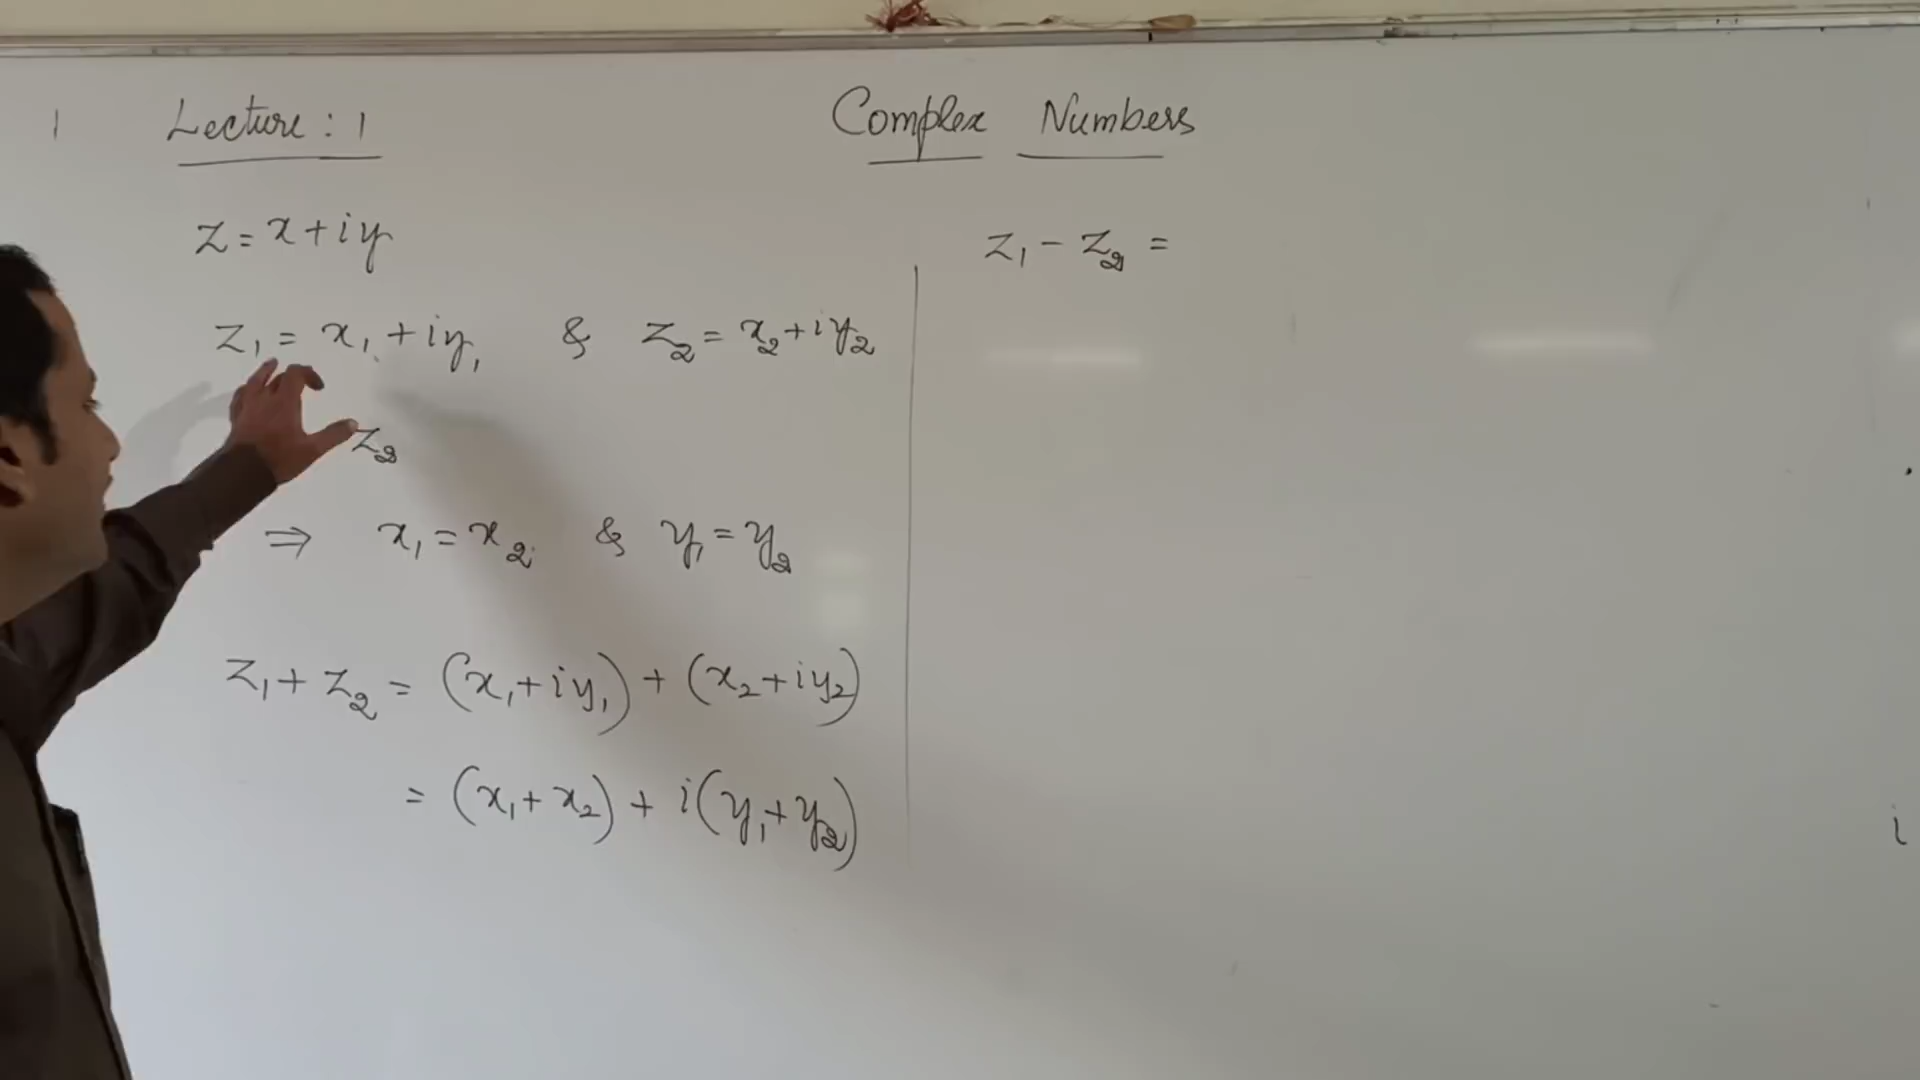 1 Lecture : 1 Complex Numbers
z = x + iy
z₁ = x₁ + iy₁ & z₂ = x₂ + iy₂
z₂
⇒ x₁ = x₂ & y₁ = y₂
z₁ + z₂ = (x₁ + iy₁) + (x₂ + iy₂)
= (x₁ + x₂) + i(y₁ + y₂)
z₁ - z₂ =
i